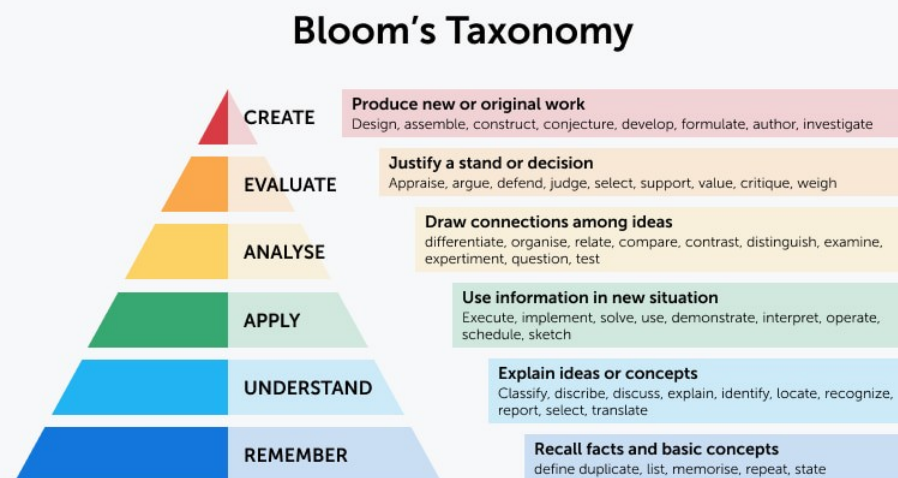 Bloom's Taxonomy
CREATE
Produce new or original work
Design, assemble, construct, conjecture, develop, formulate, author, investigate
EVALUATE
Justify a stand or decision
Appraise, argue, defend, judge, select, support, value, critique, weigh
ANALYSE
Draw connections among ideas
differentiate, organise, relate, compare, contrast, distinguish, examine,
expertiment, question, test
APPLY
Use information in new situation
Execute, implement, solve, use, demonstrate, interpret, operate,
schedule, sketch
UNDERSTAND
Explain ideas or concepts
Classify, discribe, discuss, explain, identify, locate, recognize,
report, select, translate
REMEMBER
Recall facts and basic concepts
define duplicate, list, memorise, repeat, state